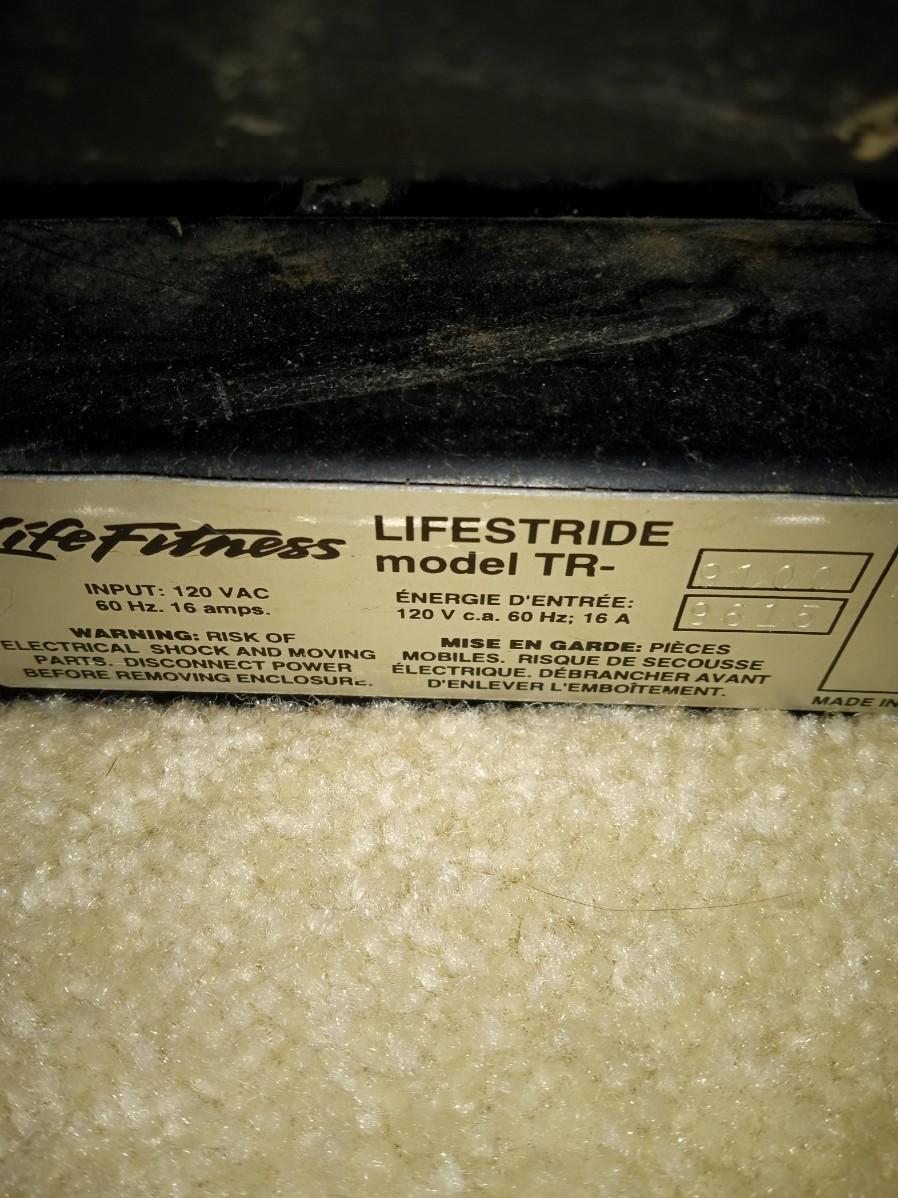 LifeFitness
LIFESTRIDE
model TR-
9100
9615
INPUT: 120 VAC
60 Hz. 16 amps.
WARNING: RISK OF
ELECTRICAL SHOCK AND MOVING
PARTS. DISCONNECT POWER
BEFORE REMOVING ENCLOSURE.
ÉNERGIE D'ENTRÉE:
120 V c.a. 60 Hz; 16 A
MISE EN GARDE: PIÈCES
MOBILES. RISQUE DE SECOUSSE
ÉLECTRIQUE. DÉBRANCHER AVANT
D'ENLEVER L'EMBOÎTEMENT.
MADE IN